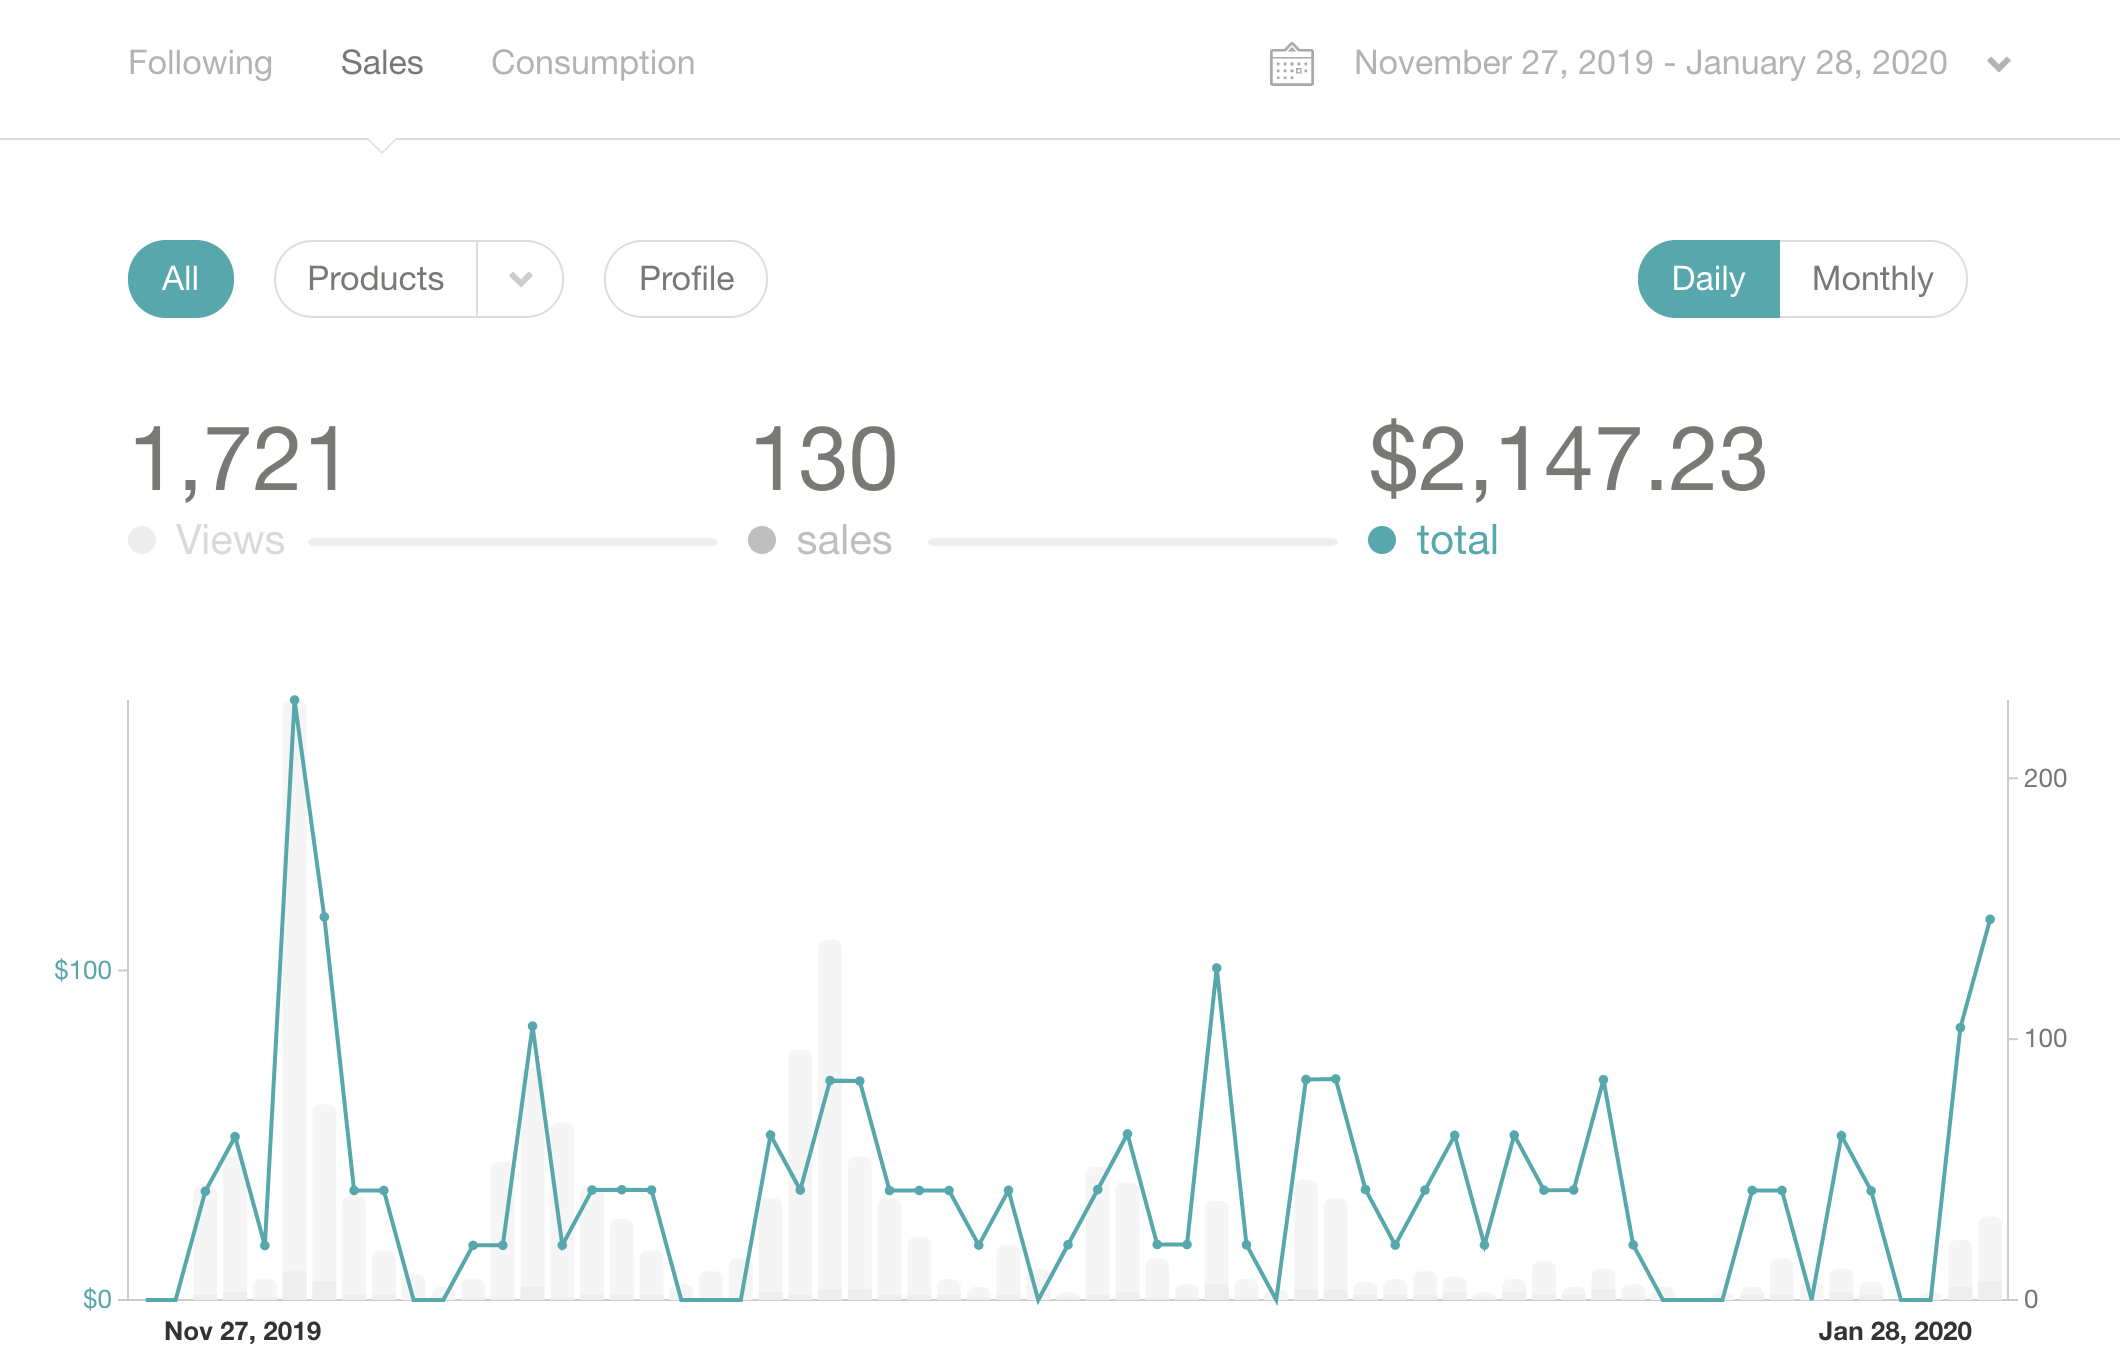 Following Sales Consumption November 27, 2019 - January 28, 2020
All Products Profile Daily Monthly
1,721 130 $2,147.23
Views sales total
200
$100
100
$0 0
Nov 27, 2019 Jan 28, 2020